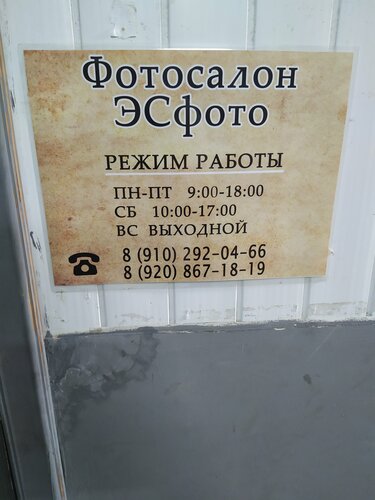 Фотосалон
ЭСфото
РЕЖИМ РАБОТЫ
ПН-ПТ 9:00-18:00
СБ 10:00-17:00
ВС ВЫХОДНОЙ
8 (910) 292-04-66
8 (920) 867-18-19